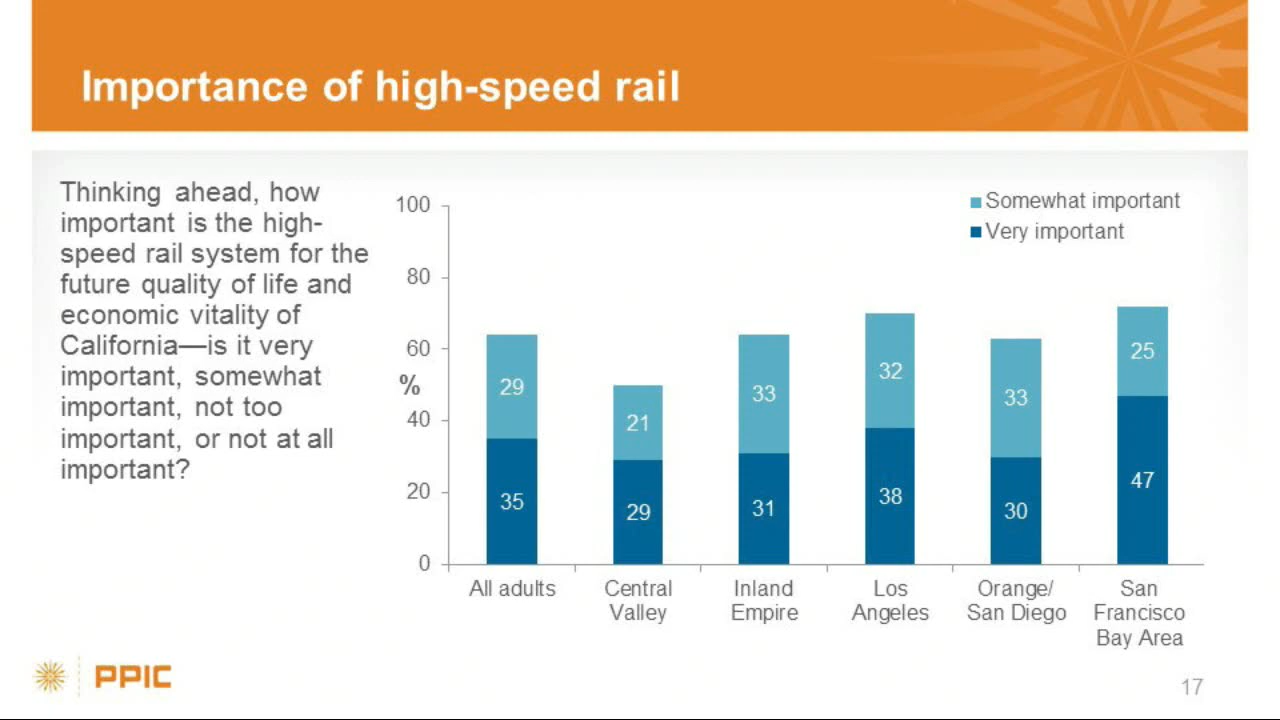 Importance of high-speed rail
Thinking ahead, how
important is the high-
speed rail system for the
future quality of life and
economic vitality of
California—is it very
important, somewhat
important, not too
important, or not at all
important?
100
80
60
%
40
20
0
Somewhat important
Very important
29
35
21
29
33
31
32
38
33
30
25
47
All adults
Central
Valley
Inland
Empire
Los
Angeles
Orange/
San Diego
San
Francisco
Bay Area
PPIC
17